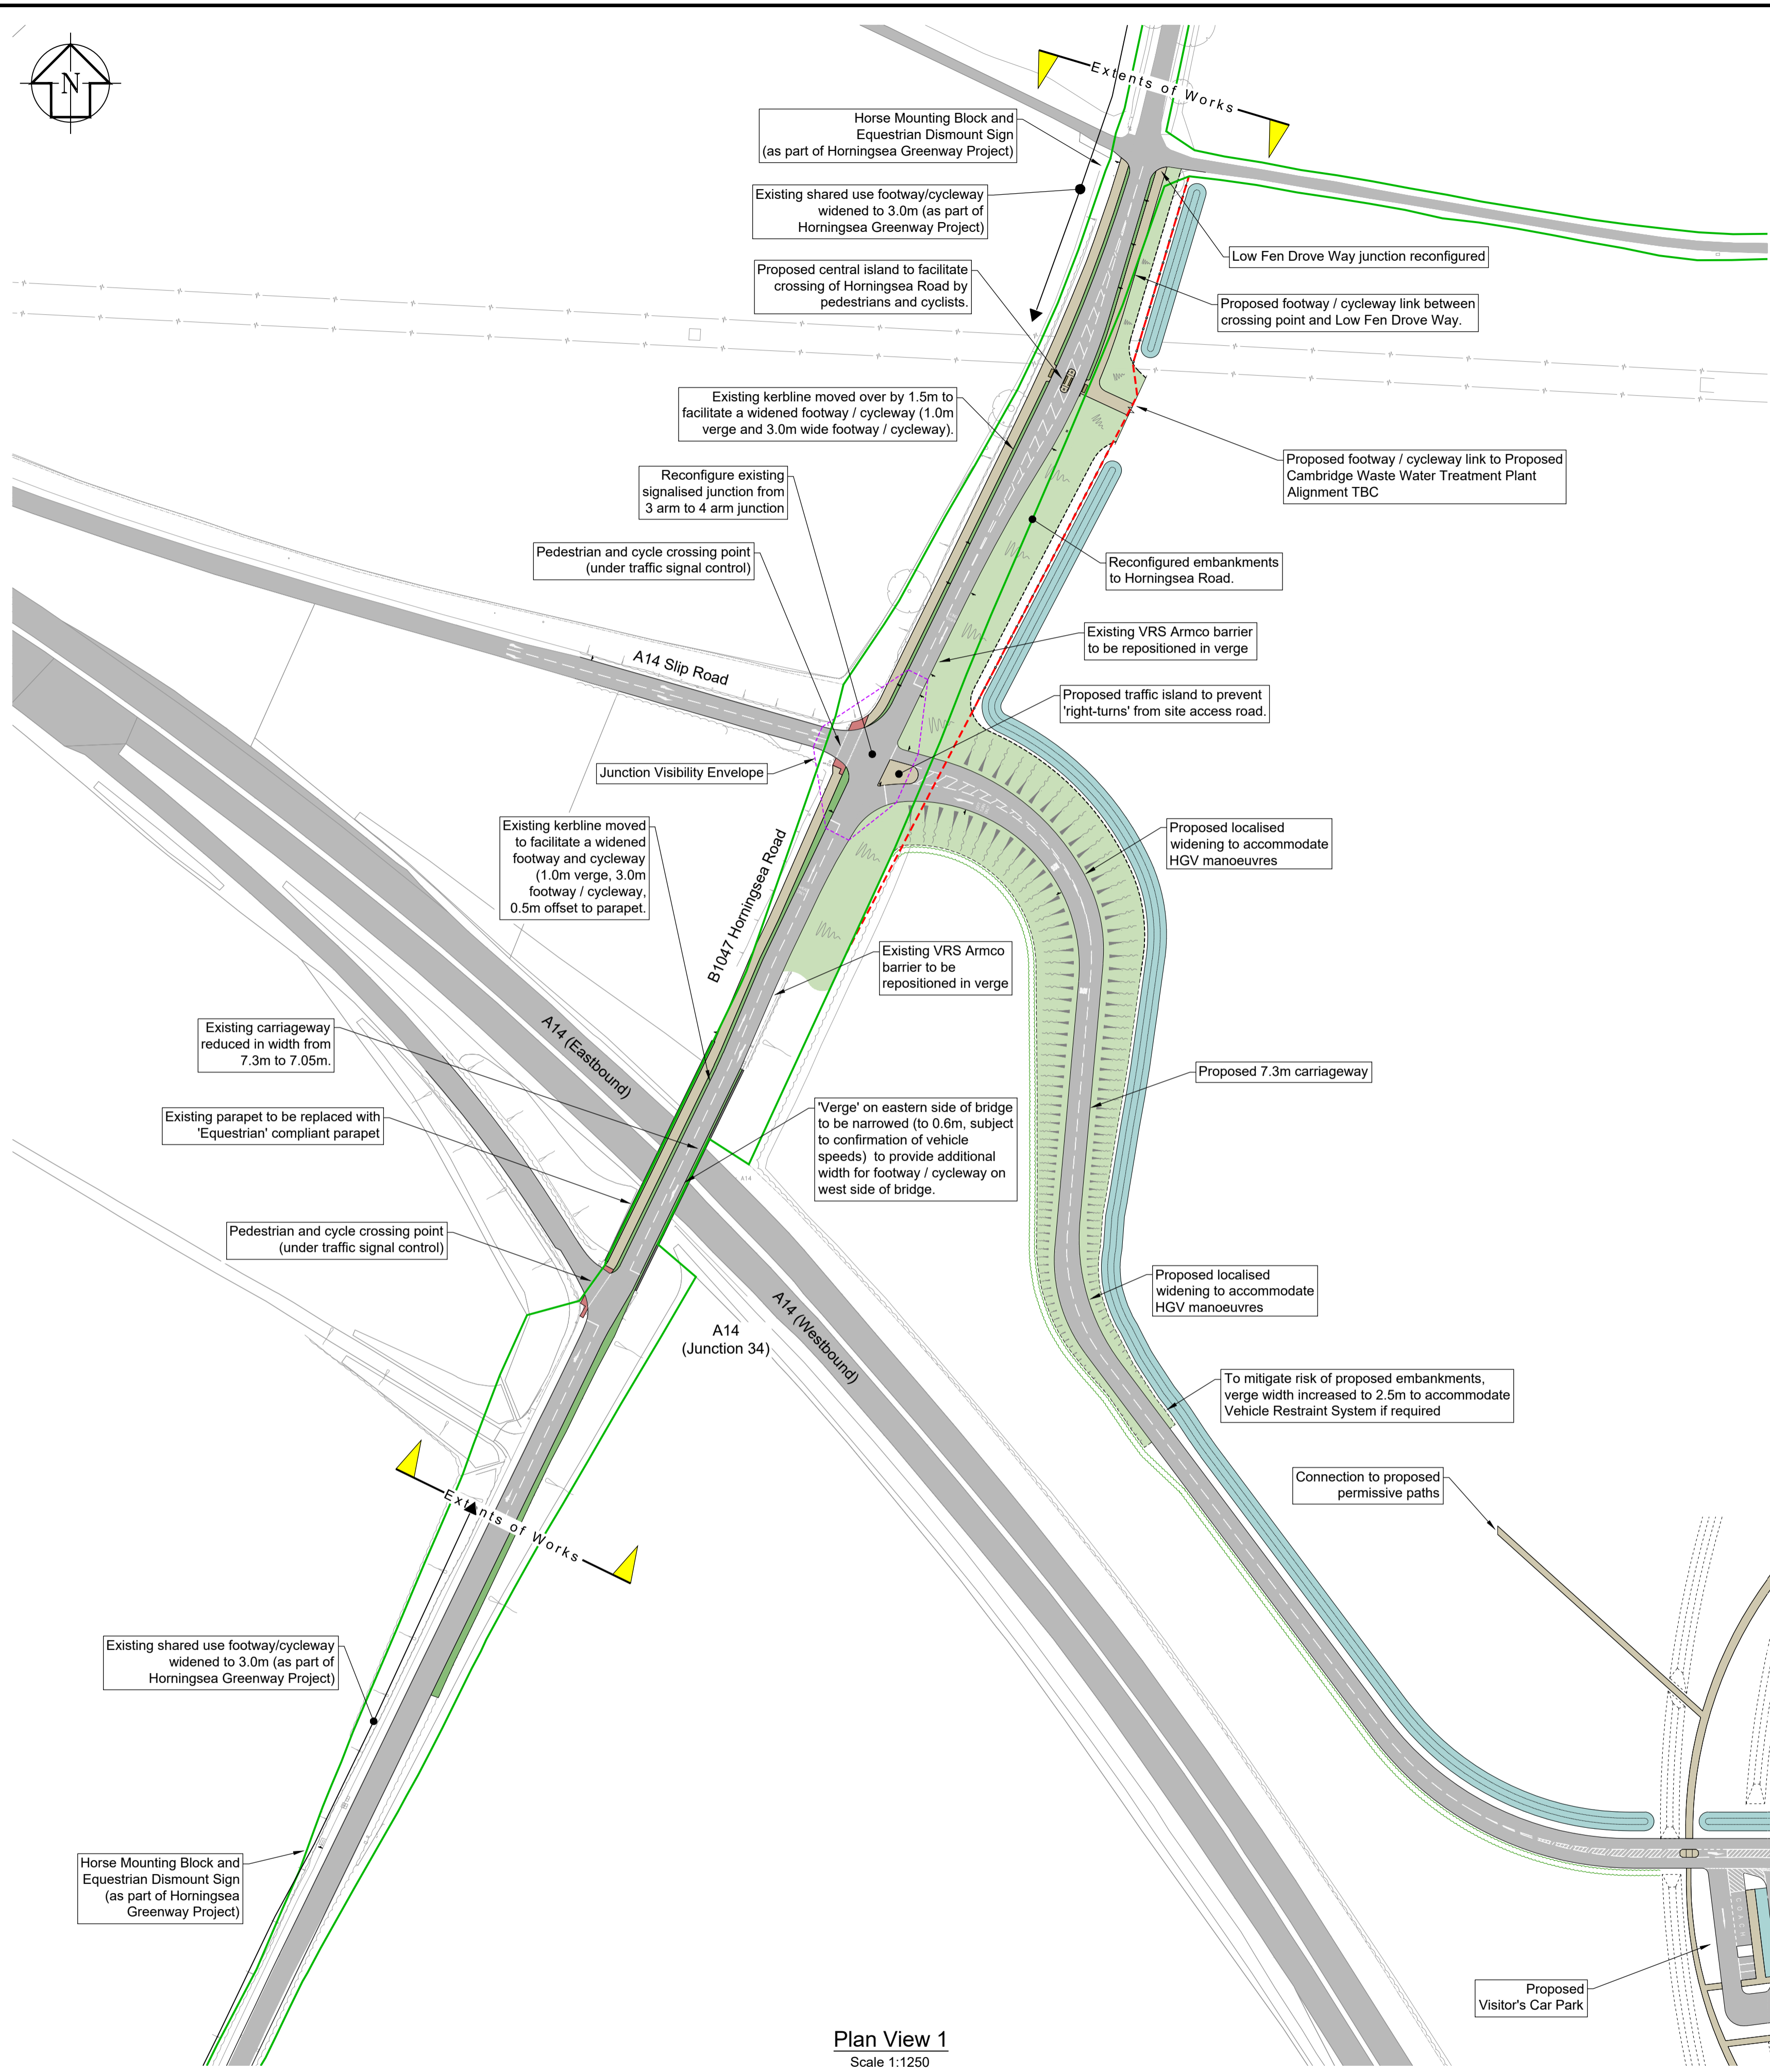 N
Extents of Works
Horse Mounting Block and
Equestrian Dismount Sign
(as part of Horningsea Greenway Project)
Existing shared use footway/cycleway
widened to 3.0m (as part of
Horningsea Greenway Project)
Low Fen Drove Way junction reconfigured
Proposed central island to facilitate
crossing of Horningsea Road by
pedestrians and cyclists.
Proposed footway / cycleway link between
crossing point and Low Fen Drove Way.
Existing kerbline moved over by 1.5m to
facilitate a widened footway / cycleway (1.0m
verge and 3.0m wide footway / cycleway).
Proposed footway / cycleway link to Proposed
Cambridge Waste Water Treatment Plant
Alignment TBC
Reconfigure existing
signalised junction from
3 arm to 4 arm junction
Pedestrian and cycle crossing point
(under traffic signal control)
Reconfigured embankments
to Horningsea Road.
Existing VRS Armco barrier
to be repositioned in verge
A14 Slip Road
Proposed traffic island to prevent
'right-turns' from site access road.
Junction Visibility Envelope
Existing kerbline moved
to facilitate a widened
footway and cycleway
(1.0m verge, 3.0m
footway / cycleway,
0.5m offset to parapet.
B1047 Horningsea Road
Proposed localised
widening to accommodate
HGV manoeuvres
Existing VRS Armco
barrier to be
repositioned in verge
Existing carriageway
reduced in width from
7.3m to 7.05m.
A14 (Eastbound)
Proposed 7.3m carriageway
Existing parapet to be replaced with
'Equestrian' compliant parapet
'Verge' on eastern side of bridge
to be narrowed (to 0.6m, subject
to confirmation of vehicle
speeds) to provide additional
width for footway / cycleway on
west side of bridge.
A14
Pedestrian and cycle crossing point
(under traffic signal control)
A14
(Junction 34)
A14 (Westbound)
Proposed localised
widening to accommodate
HGV manoeuvres
To mitigate risk of proposed embankments,
verge width increased to 2.5m to accommodate
Vehicle Restraint System if required
Connection to proposed
permissive paths
Extents of Works
Existing shared use footway/cycleway
widened to 3.0m (as part of
Horningsea Greenway Project)
Horse Mounting Block and
Equestrian Dismount Sign
(as part of Horningsea
Greenway Project)
COACH
Proposed
Visitor's Car Park
Plan View 1
Scale 1:1250